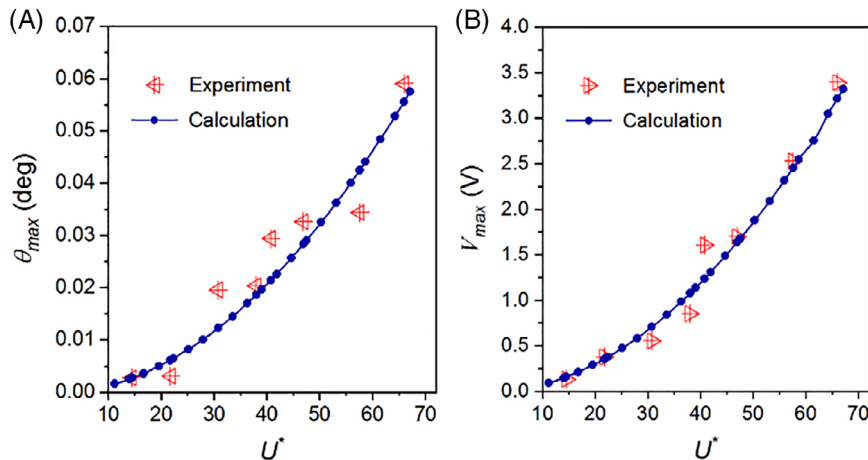 (A)
0.07
0.06
0.05
0.04
0.03
0.02
0.01
0.00
θmax (deg)
Experiment
Calculation
10 20 30 40 50 60 70
U*
(B)
4.0
3.5
3.0
2.5
2.0
1.5
1.0
0.5
0.0
Vmax (V)
Experiment
Calculation
10 20 30 40 50 60 70
U*